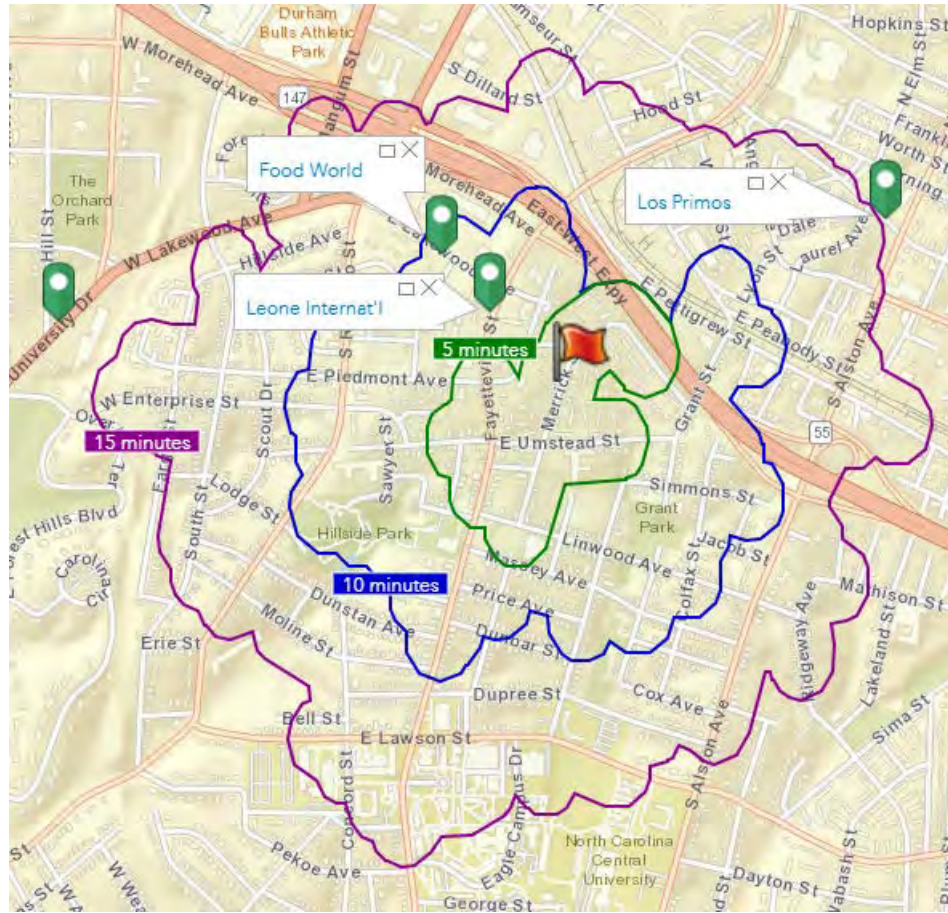 Durham
Bulls Athletic
Park
Hopkins St
W Morehead Ave
S Dillard St
147
Hood St
N Elm St
Franklin
Worth St
Food World
Morehead Ave
The
Orchard
Park
Los Primos
Dale
Hill St
W Lakewood Ave
Hillside Ave
East-West Expy
Laurel Ave
Lyon St
University Dr
Leone Internat'l
E Pettigrew St
E Peabody St
5 minutes
Fayetteville St
Merrick
E Piedmont Ave
S Alston Ave
W Enterprise St
Scout Dr
Grant St
15 minutes
Sawyer St
E Umstead St
55
Lodge St
South St
Simmons St
Grant
Park
Hillside Park
Linwood Ave
Jacob St
Massey Ave
Colfax St
Carolina
Cir
10 minutes
Price Ave
Mathison St
Dunstan Ave
Moline St
Dunbar St
Ridgeway Ave
Lakeland St
Erie St
Dupree St
Cox Ave
Sima St
Bell St
E Lawson St
S Alston Ave
Concord St
Eagle Campus Dr
North Carolina
Central
University
Pekoe Ave
Dayton St
Wabash St
George St